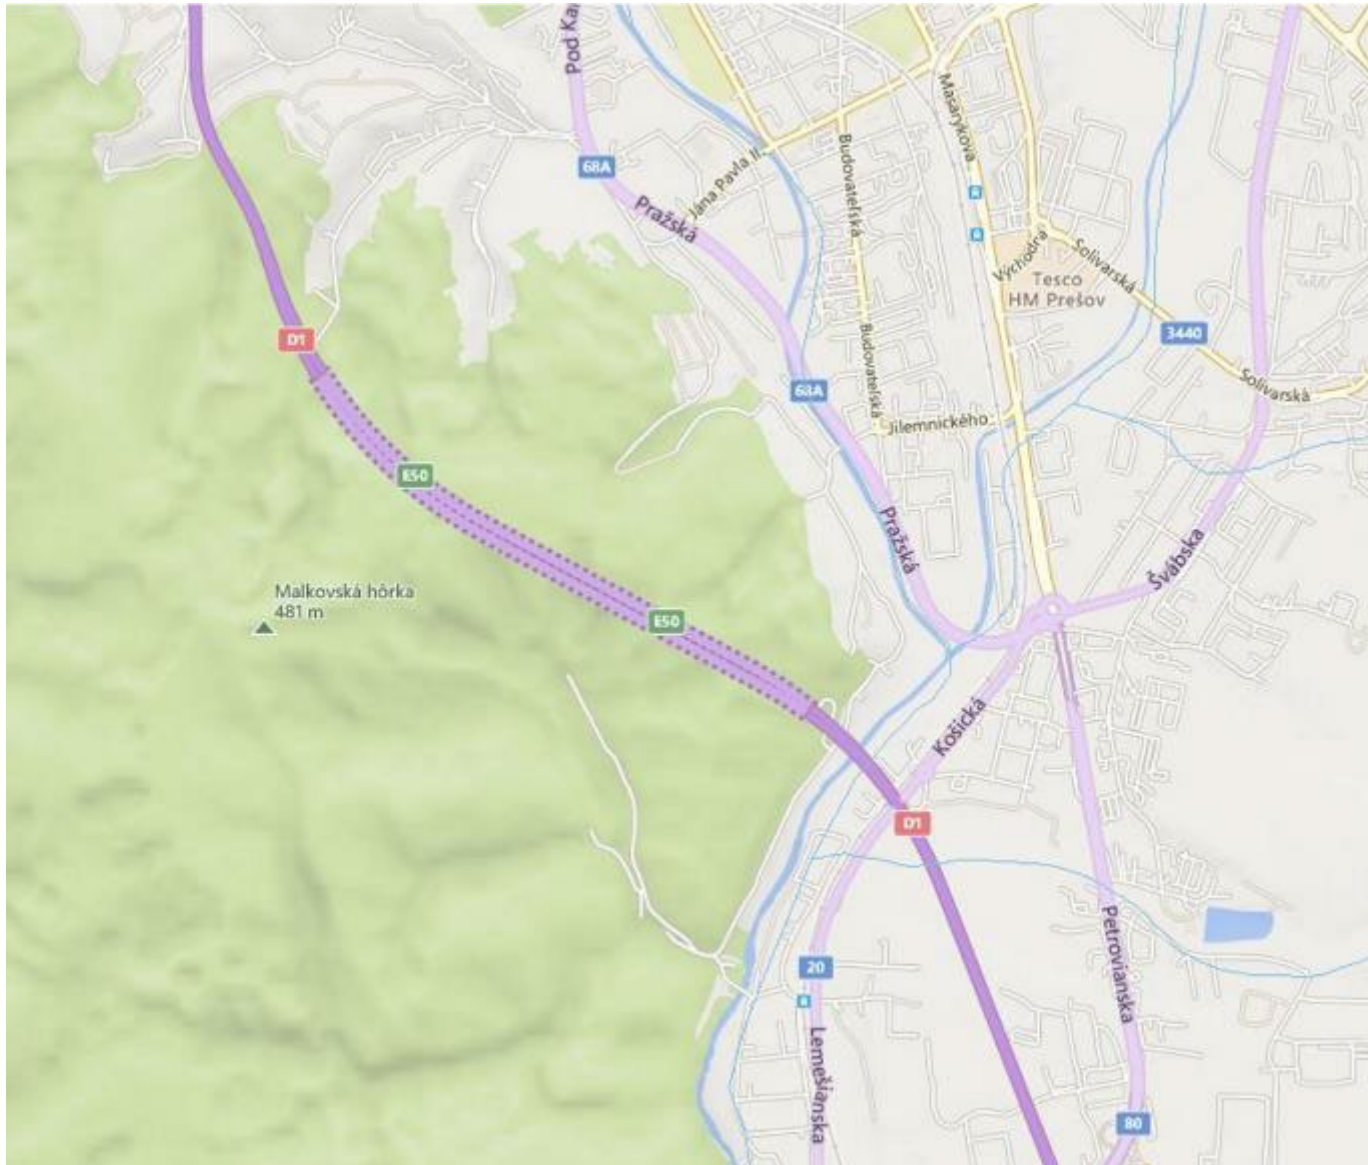 Pod Ka
Masarykova
68A
Jána Pavla II.
Budovateľská
Pražská
Východná
Solivarská
Tesco
HM Prešov
D1
3440
Budovateľská
68A
Solivarská
Jilemnického
E50
Pražská
Švábska
Malkovská hôrka
481 m
E50
Košická
D1
Petrovianska
20
Lemešianska
80